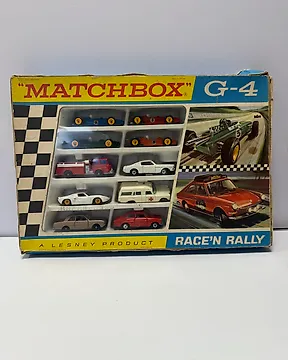 "MATCHBOX" G-4
A LESNEY PRODUCT
RACE'N RALLY